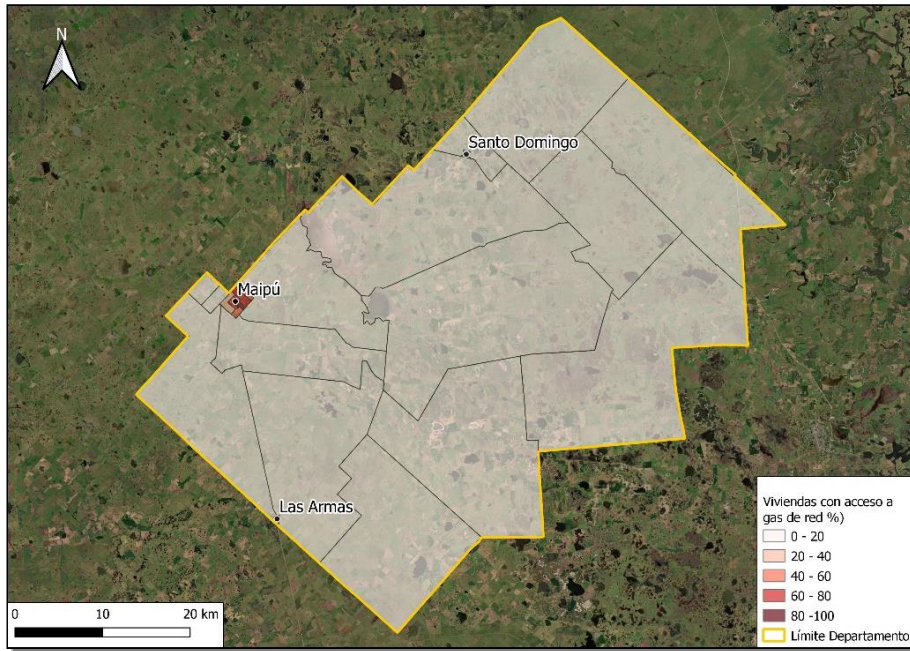 N
Santo Domingo
Maipú
Las Armas
0 10 20 km
Viviendas con acceso a
gas de red %)
0 - 20
20 - 40
40 - 60
60 - 80
80 -100
Límite Departamento